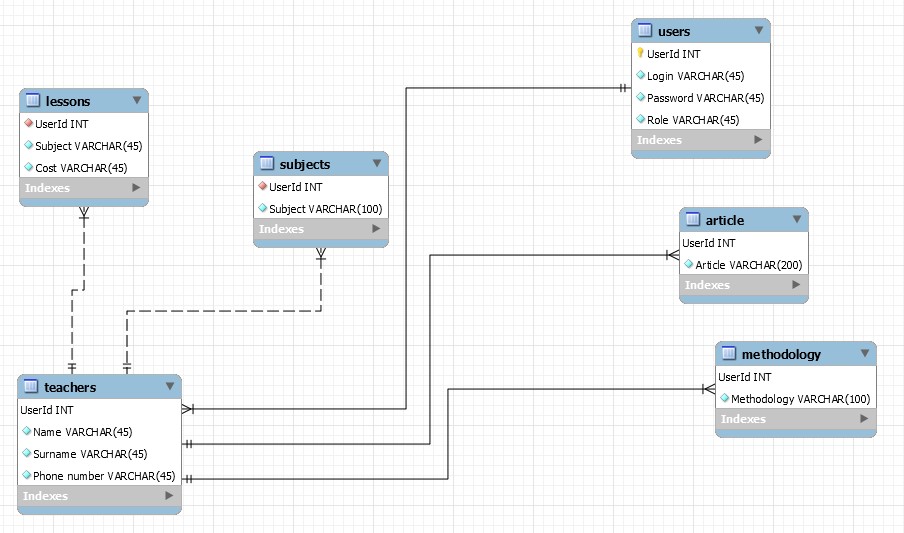 users
UserId INT
Login VARCHAR(45)
Password VARCHAR(45)
Role VARCHAR(45)
Indexes
lessons
UserId INT
Subject VARCHAR(45)
Cost VARCHAR(45)
Indexes
subjects
UserId INT
Subject VARCHAR(100)
Indexes
article
UserId INT
Article VARCHAR(200)
Indexes
methodology
UserId INT
Methodology VARCHAR(100)
Indexes
teachers
UserId INT
Name VARCHAR(45)
Surname VARCHAR(45)
Phone number VARCHAR(45)
Indexes